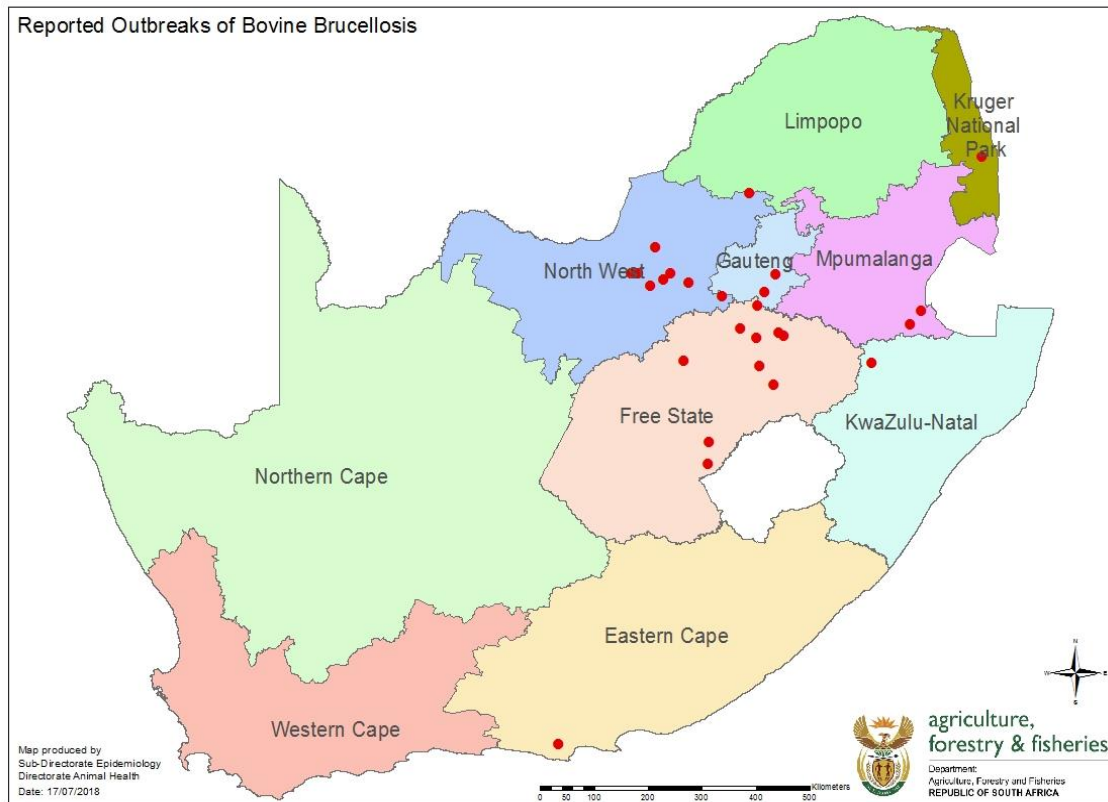 Reported Outbreaks of Bovine Brucellosis
Limpopo
Kruger
National
Park
North West
Gauteng
Mpumalanga
Free State
KwaZulu-Natal
Northern Cape
Eastern Cape
Western Cape
N
W
E
S
Map produced by
Sub-Directorate Epidemiology
Directorate Animal Health
Date: 17/07/2018
Kilometers
0 50 100 200 300 400 500
agriculture,
forestry & fisheries
Department:
Agriculture, Forestry and Fisheries
REPUBLIC OF SOUTH AFRICA